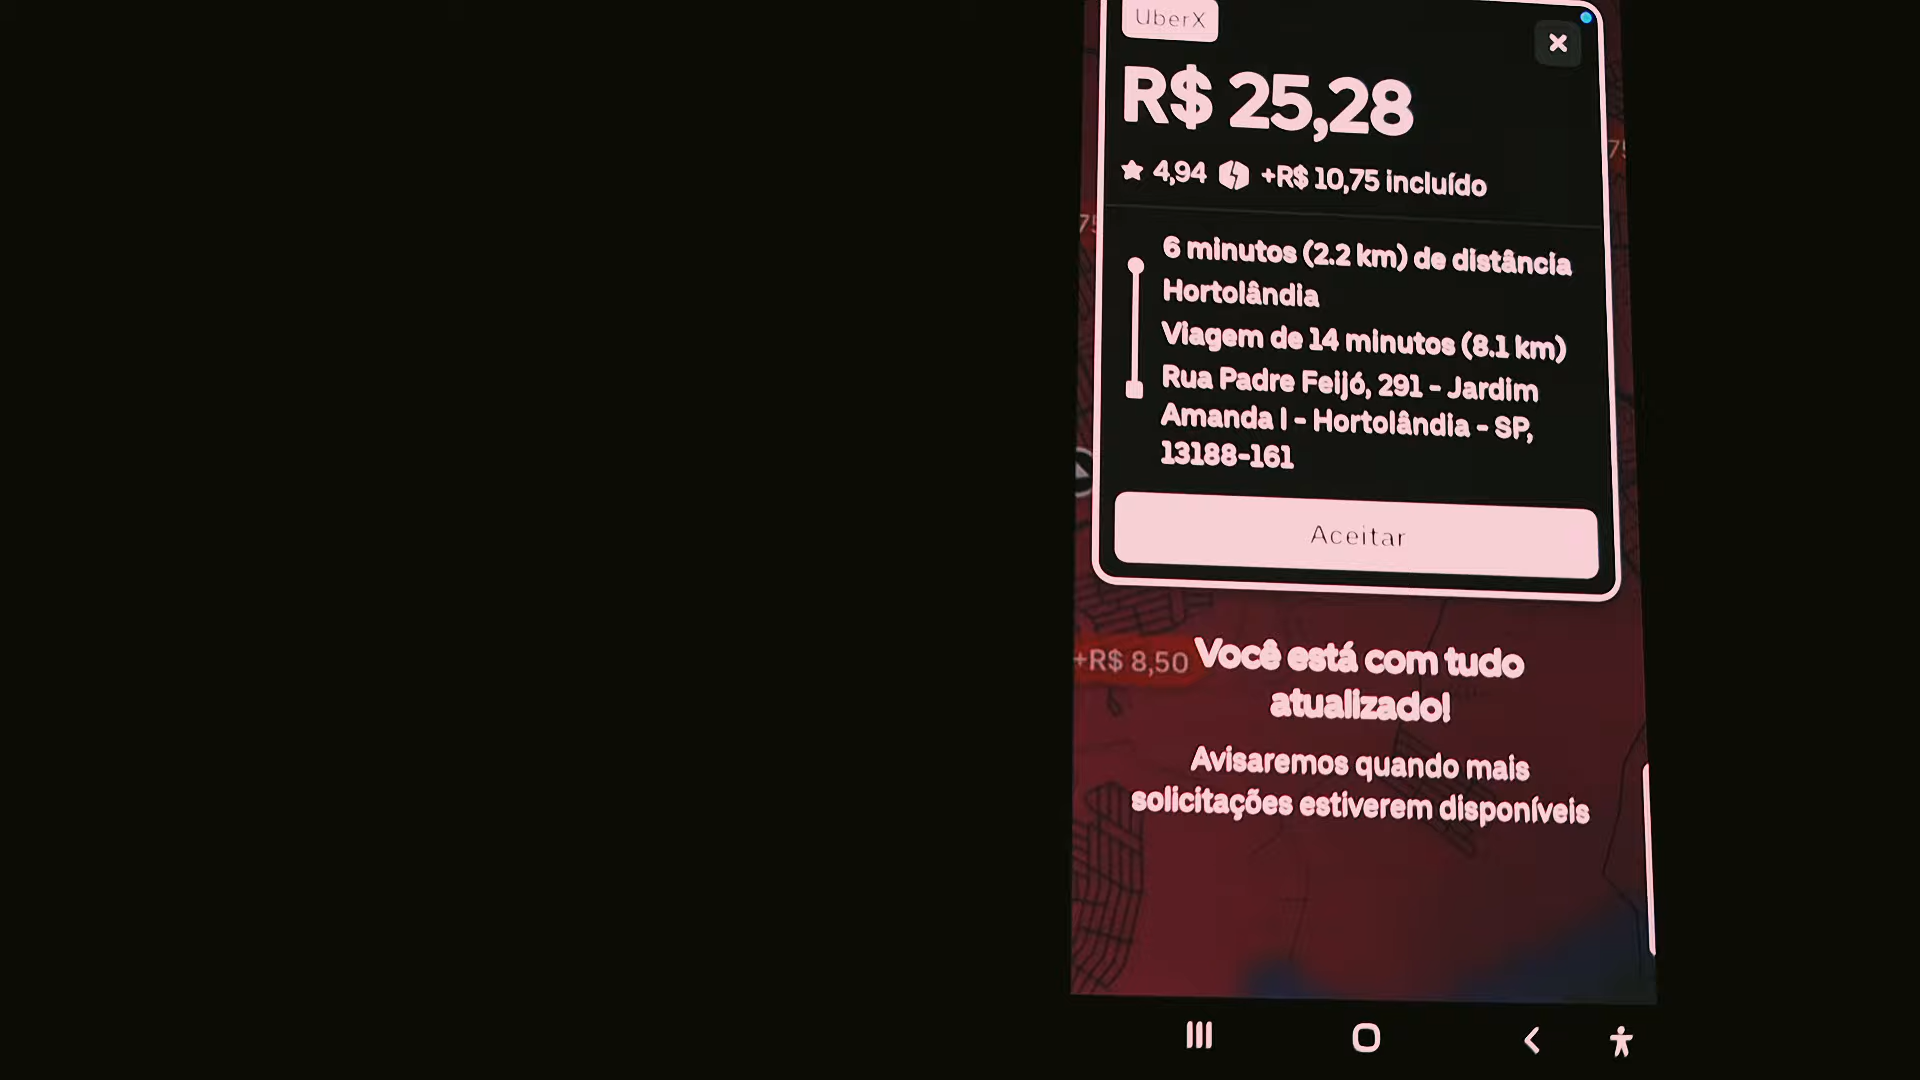 UberX
R$ 25,28
4,94 +R$ 10,75 incluído
6 minutos (2.2 km) de distância
Hortolândia
Viagem de 14 minutos (8.1 km)
Rua Padre Feijó, 291 - Jardim
Amanda I - Hortolândia - SP,
13188-161
Aceitar
+R$ 8,50
Você está com tudo
atualizado!
Avisaremos quando mais
solicitações estiverem disponíveis